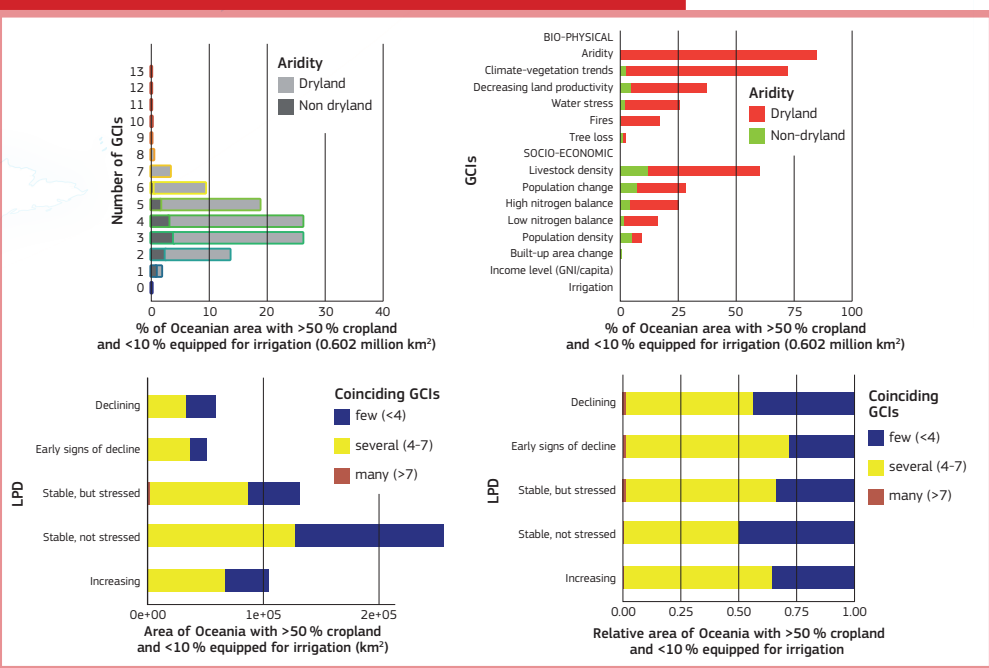 Aridity
Dryland
Non dryland
Number of GCIs
13
12
11
10
9
8
7
6
5
4
3
2
1
0
0 10 20 30 40
% of Oceanian area with >50 % cropland
and <10 % equipped for irrigation (0.602 million km²)
GCIs
BIO-PHYSICAL
Aridity
Climate-vegetation trends
Decreasing land productivity
Water stress
Fires
Tree loss
SOCIO-ECONOMIC
Livestock density
Population change
High nitrogen balance
Low nitrogen balance
Population density
Built-up area change
Income level (GNI/capita)
Irrigation
Aridity
Dryland
Non-dryland
0 25 50 75 100
% of Oceanian area with >50 % cropland
and <10 % equipped for irrigation (0.602 million km²)
LPD
Declining
Early signs of decline
Stable, but stressed
Stable, not stressed
Increasing
Coinciding GCIs
few (<4)
several (4-7)
many (>7)
0e+00 1e+05 2e+05
Area of Oceania with >50 % cropland
and <10 % equipped for irrigation (km²)
LPD
Declining
Early signs of decline
Stable, but stressed
Stable, not stressed
Increasing
Coinciding
GCIs
few (<4)
several (4-7)
many (>7)
0.00 0.25 0.50 0.75 1.00
Relative area of Oceania with >50 % cropland
and <10 % equipped for irrigation